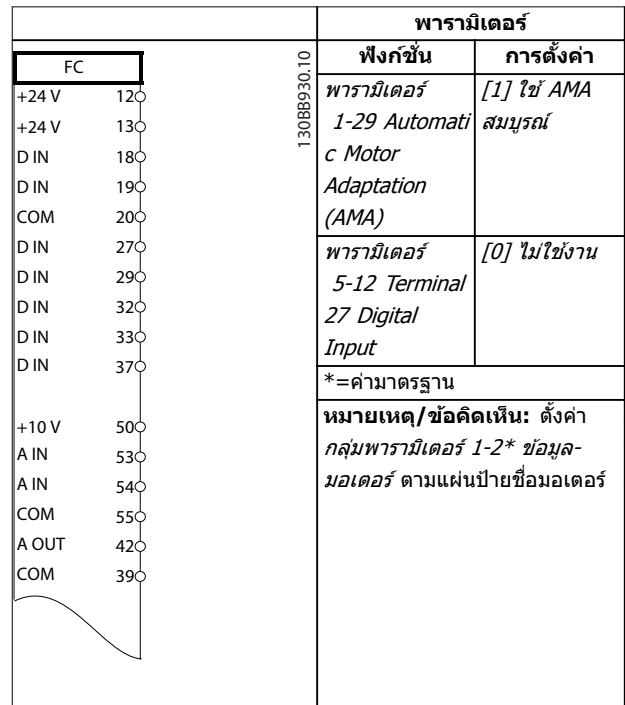 FC
130BB930.10
+24 V 12
+24 V 13
D IN 18
D IN 19
COM 20
D IN 27
D IN 29
D IN 32
D IN 33
D IN 37
+10 V 50
A IN 53
A IN 54
COM 55
A OUT 42
COM 39
พารามิเตอร์
ฟังก์ชั่น การตั้งค่า
พารามิเตอร์ [1] ใช้ AMA
1-29 Automati สมบูรณ์
c Motor
Adaptation
(AMA)
พารามิเตอร์ [0] ไม่ใช้งาน
5-12 Terminal
27 Digital
Input
*=ค่ามาตรฐาน
หมายเหตุ/ข้อคิดเห็น: ตั้งค่า
กลุ่มพารามิเตอร์ 1-2* ข้อมูล-
มอเตอร์ ตามแผ่นป้ายชื่อมอเตอร์